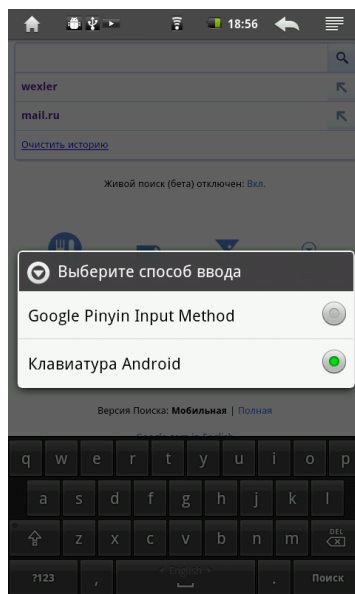 18:56
wexler
mail.ru
Очистить историю
Живой поиск (бета) отключен: Вкл.
Выберите способ ввода
Google Pinyin Input Method
Клавиатура Android
Версия Поиска: Мобильная | Полная
q w e r t y u i o p
a s d f g h j k l
z x c v b n m DEL
?123 , English . Поиск